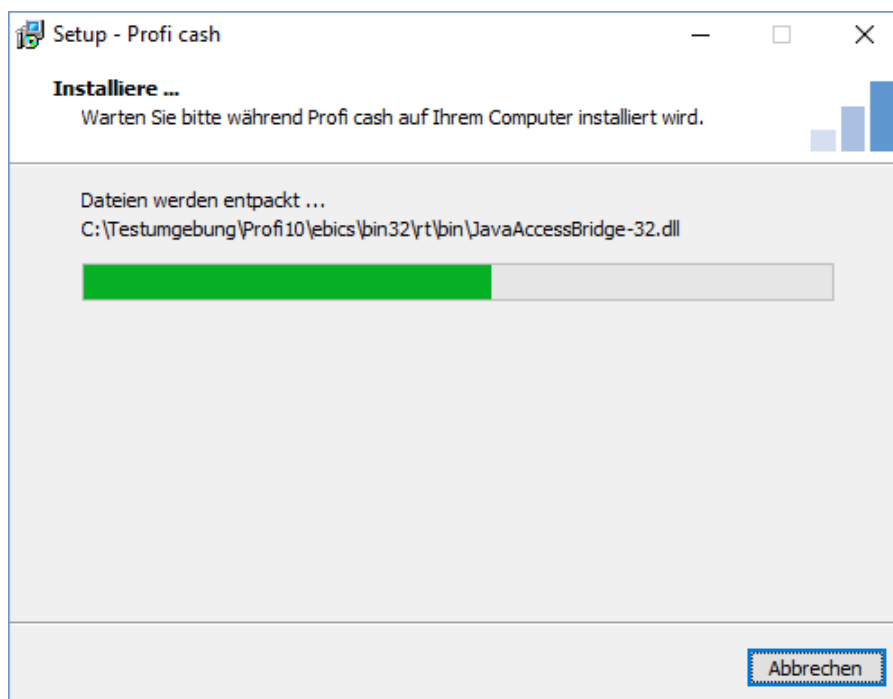 Setup - Profi cash
Installiere ...
Warten Sie bitte während Profi cash auf Ihrem Computer installiert wird.
Dateien werden entpackt ...
C:\Testumgebung\Profi10\ebics\bin32\rt\bin\JavaAccessBridge-32.dll
Abbrechen